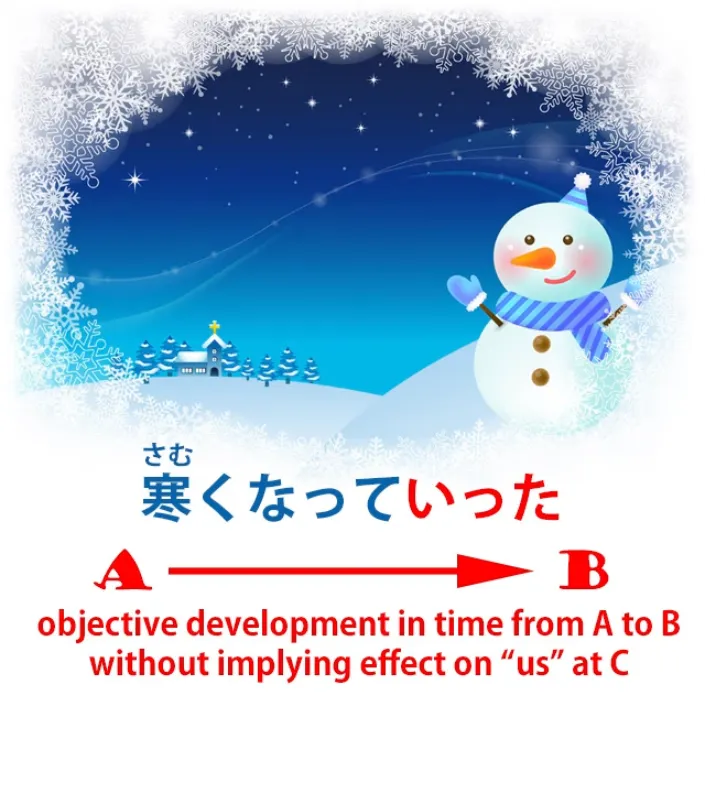 さむ
寒くなっていった
A B
objective development in time from A to B
without implying effect on “us” at C